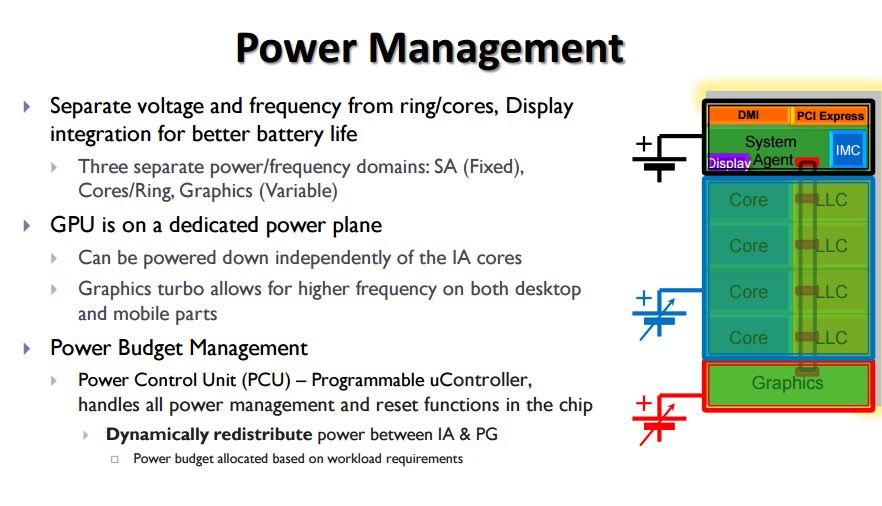 Power Management
Separate voltage and frequency from ring/cores, Display
integration for better battery life
Three separate power/frequency domains: SA (Fixed),
Cores/Ring, Graphics (Variable)
GPU is on a dedicated power plane
Can be powered down independently of the IA cores
Graphics turbo allows for higher frequency on both desktop
and mobile parts
Power Budget Management
Power Control Unit (PCU) – Programmable uController,
handles all power management and reset functions in the chip
Dynamically redistribute power between IA & PG
Power budget allocated based on workload requirements
DMI PCI Express
System
Agent
IMC
Display
Core LLC
Core LLC
Core LLC
Core LLC
Graphics
+
+
+